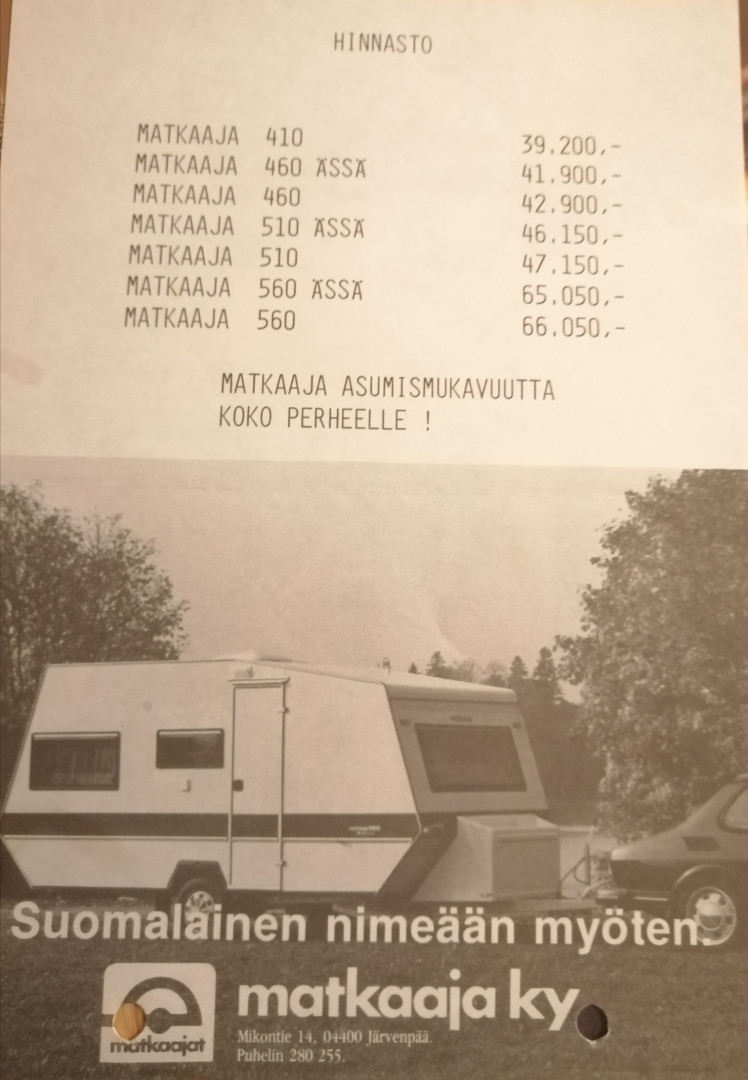 HINNASTO
MATKAAJA 410 39.200,-
MATKAAJA 460 ÄSSÄ 41.900,-
MATKAAJA 460 42.900,-
MATKAAJA 510 ÄSSÄ 46.150,-
MATKAAJA 510 47.150,-
MATKAAJA 560 ÄSSÄ 65.050,-
MATKAAJA 560 66.050,-
MATKAAJA ASUMISMUKAVUUTTA
KOKO PERHEELLE !
Suomalainen nimeään myöten.
matkaajat
matkaaja ky
Mikontie 14, 04400 Järvenpää.
Puhelin 280 255.